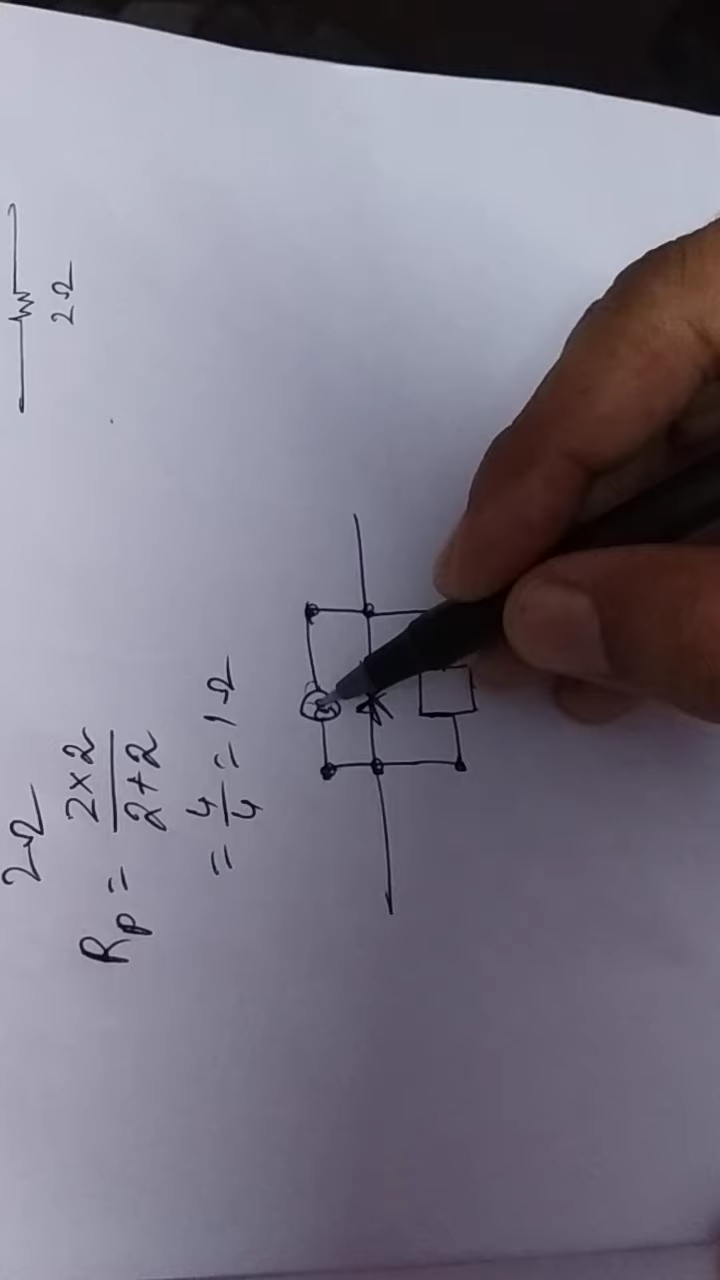 2Ω
2Ω
Rp = 2×2/2+2
= 4/4 = 1Ω